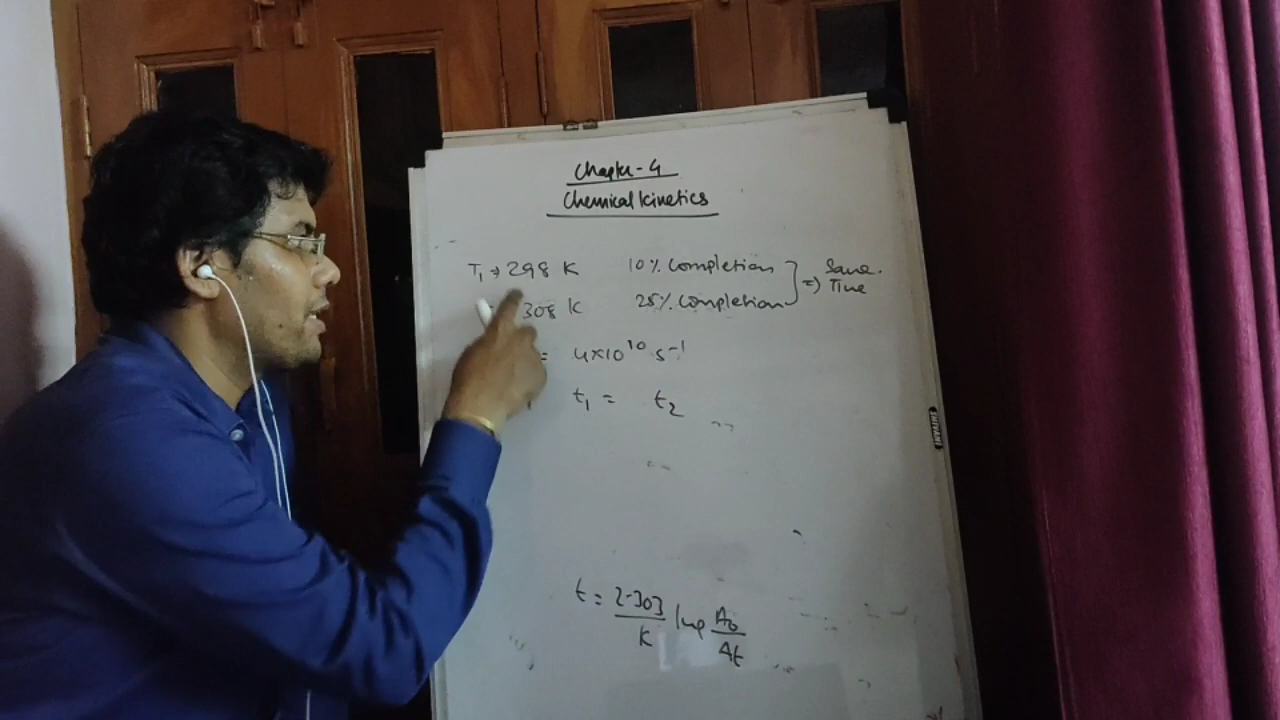 Chapter-4
Chemical kinetics
T1 → 298 K 10% Completion
308 K 25% Completion
⇒ Same Time
= 4×10¹⁰ s⁻¹
t1 = t2
t = 2.303/K log A0/At